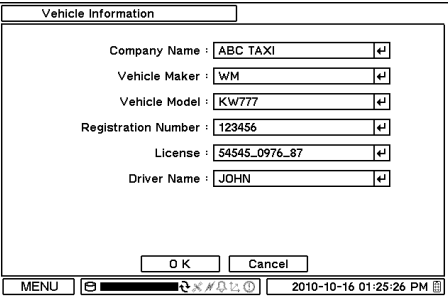 Vehicle Information
Company Name : ABC TAXI
Vehicle Maker : WM
Vehicle Model : KW777
Registration Number : 123456
License : 54545_0976_87
Driver Name : JOHN
O K Cancel
MENU 2010-10-16 01:25:26 PM